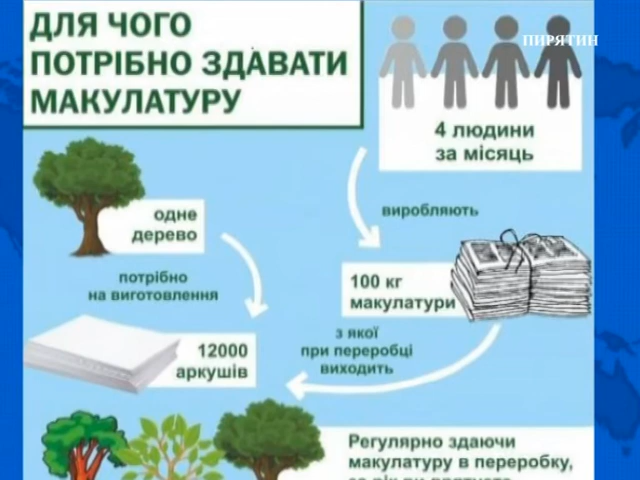 ДЛЯ ЧОГО
ПОТРІБНО ЗДАВАТИ
МАКУЛАТУРУ
ПИРЯТИН
4 людини
за місяць
виробляють
одне
дерево
потрібно
на виготовлення
100 кг
макулатури
12000
аркушів
з якої
при переробці
виходить
Регулярно здаючи
макулатуру в переробку,